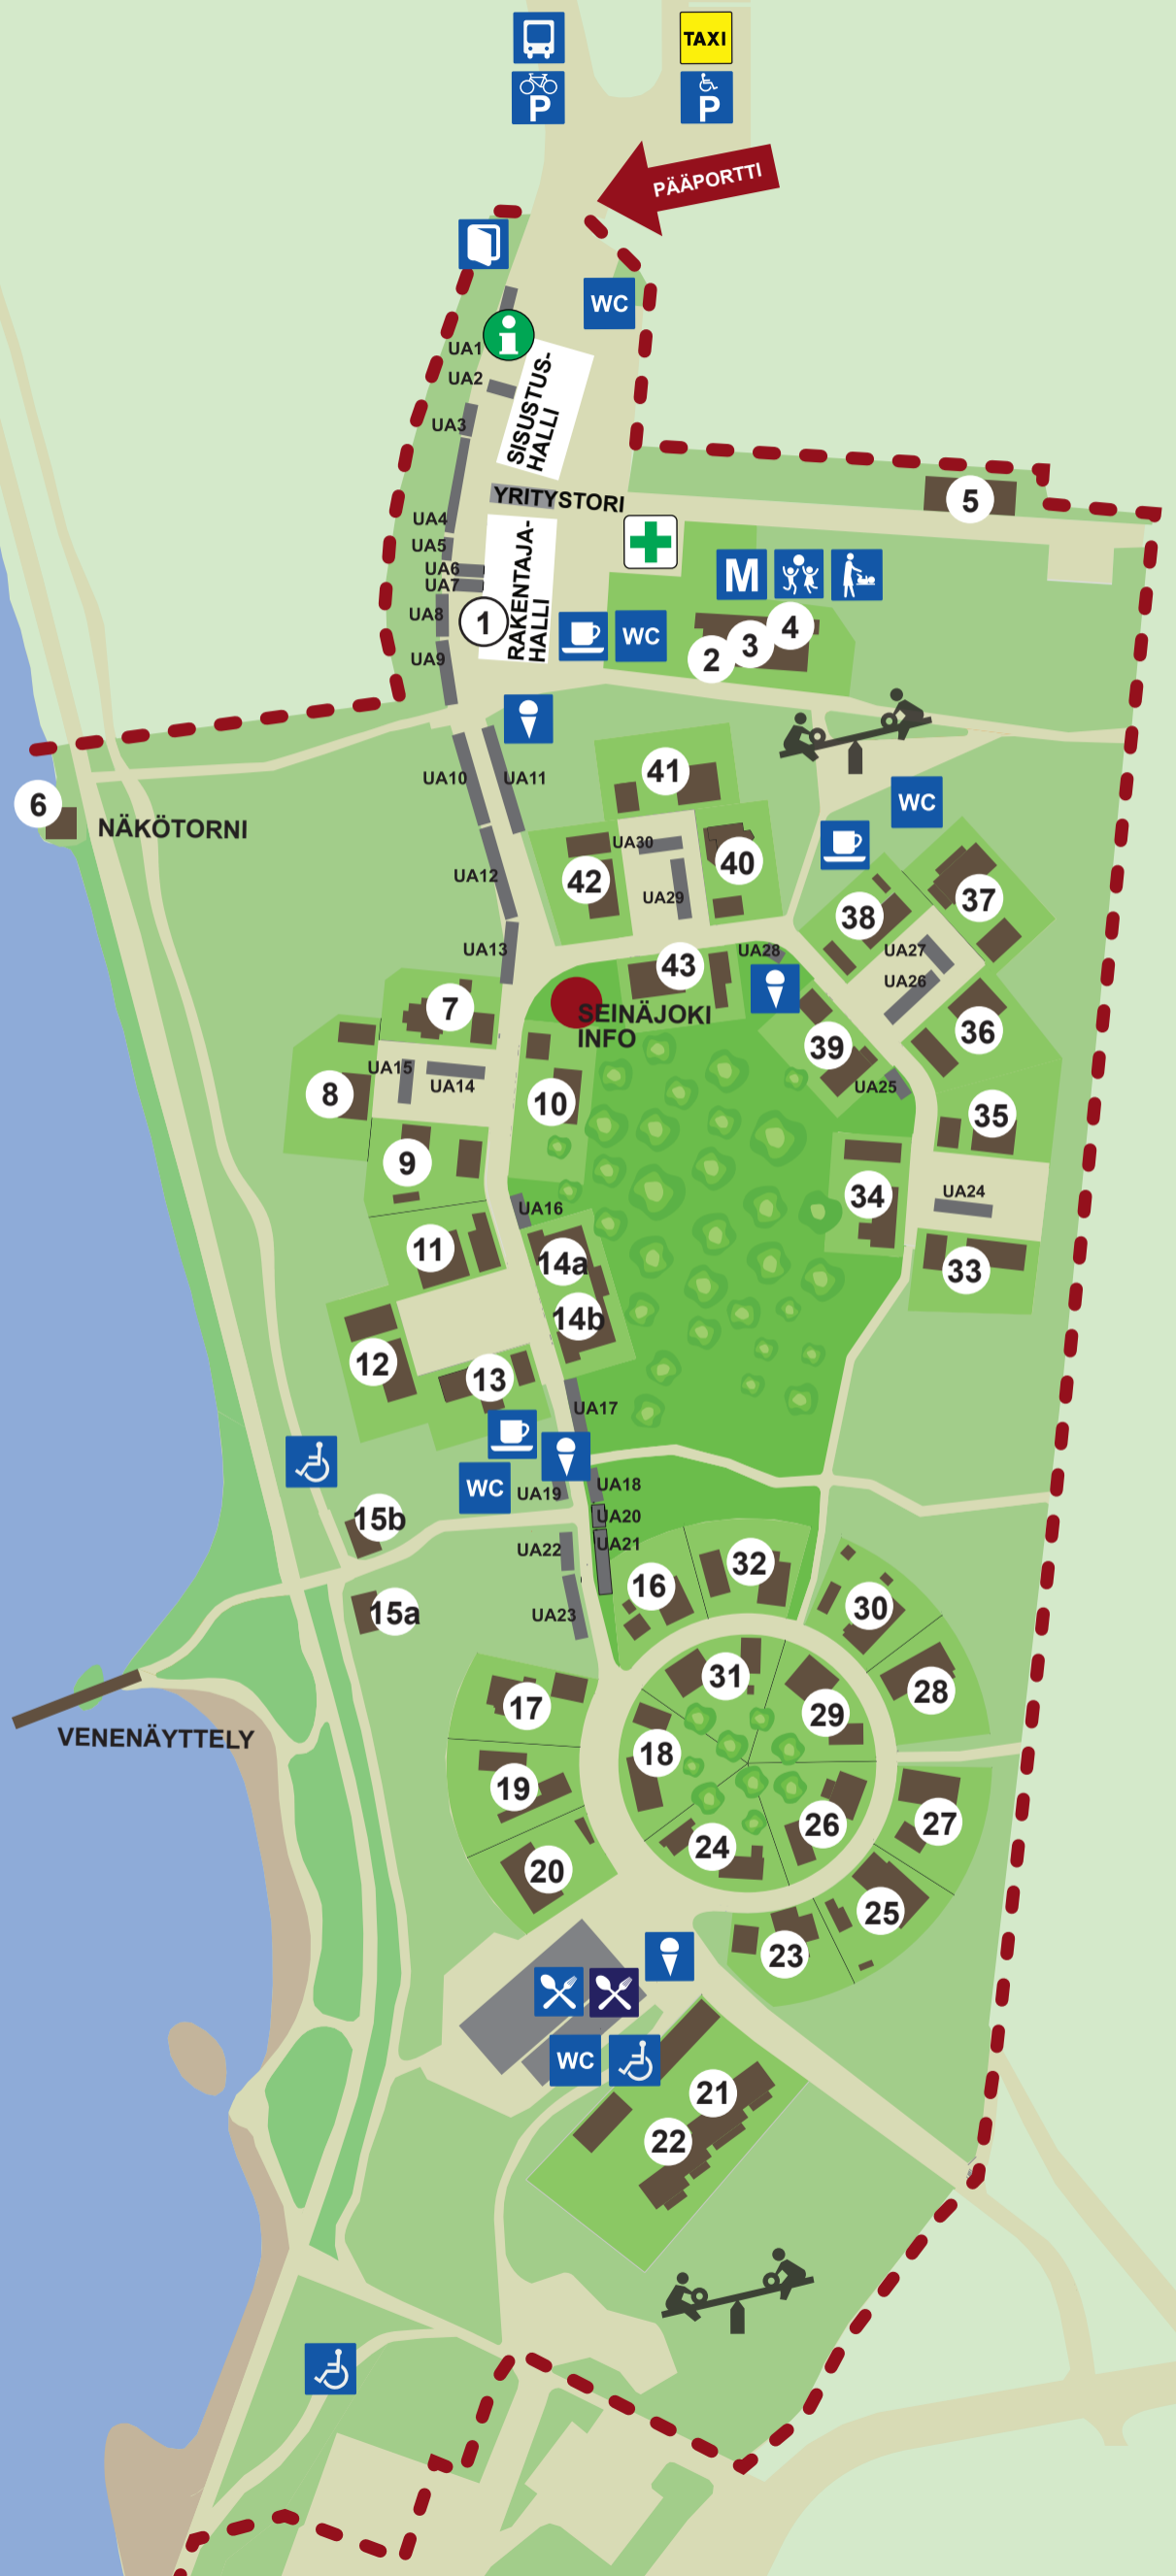 TAXI
P
P
PÄÄPORTTI
WC
i
UA1
UA2
SISUSTUS-
HALLI
UA3
YRITYSTORI
5
UA4
UA5
UA6
UA7
RAKENTAJA-
HALLI
M
UA8
1
WC
4
3
2
UA9
41
UA10
UA11
6
NÄKÖTORNI
WC
UA30
40
42
UA12
UA29
37
38
UA13
43
UA28
UA27
UA26
7
SEINÄJOKI
INFO
36
39
UA15
UA14
UA25
8
10
35
9
34
UA24
UA16
11
14a
33
14b
12
13
UA17
WC
UA19
UA18
15b
UA20
UA22
UA21
32
16
15a
UA23
30
31
28
17
29
VENENÄYTTELY
18
19
26
27
24
20
25
23
WC
21
22